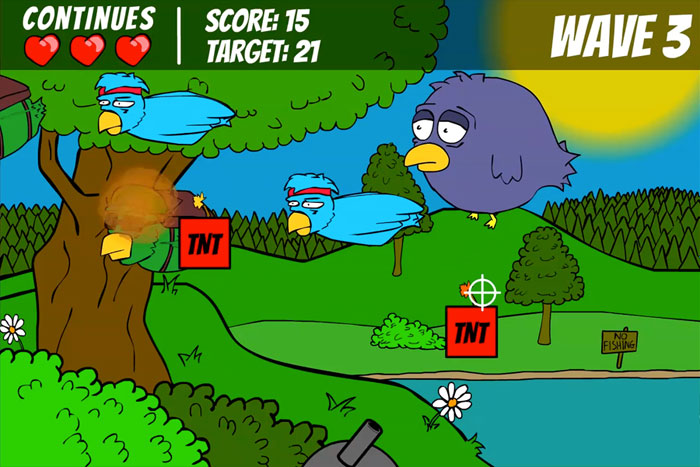 CONTINUES
SCORE: 15
TARGET: 21
WAVE 3
TNT
TNT
NO
FISHING